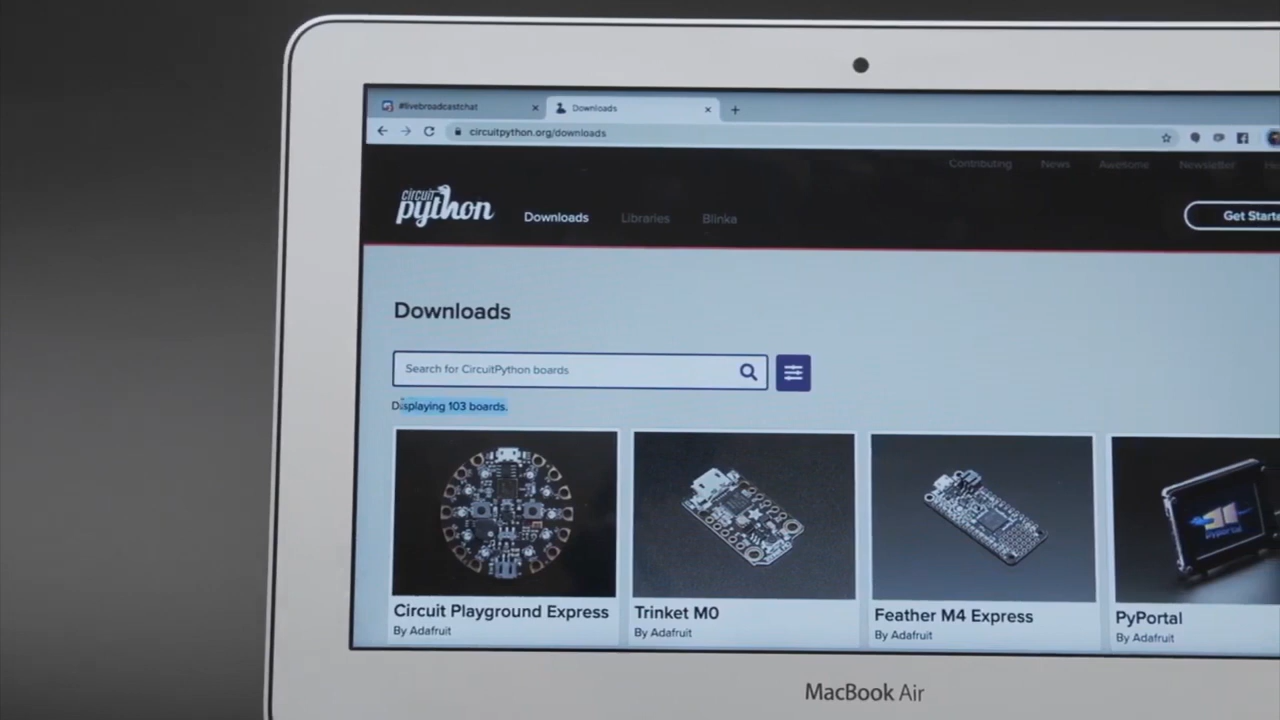 #livebroadcastchat
Downloads
circuitpython.org/downloads
Contributing News Awesome Newsletter
circuit
python
Downloads Libraries Blinka
Get Starte
Downloads
Search for CircuitPython boards
Displaying 103 boards.
Circuit Playground Express
By Adafruit
Trinket M0
By Adafruit
Feather M4 Express
By Adafruit
PyPortal
By Adafruit
MacBook Air